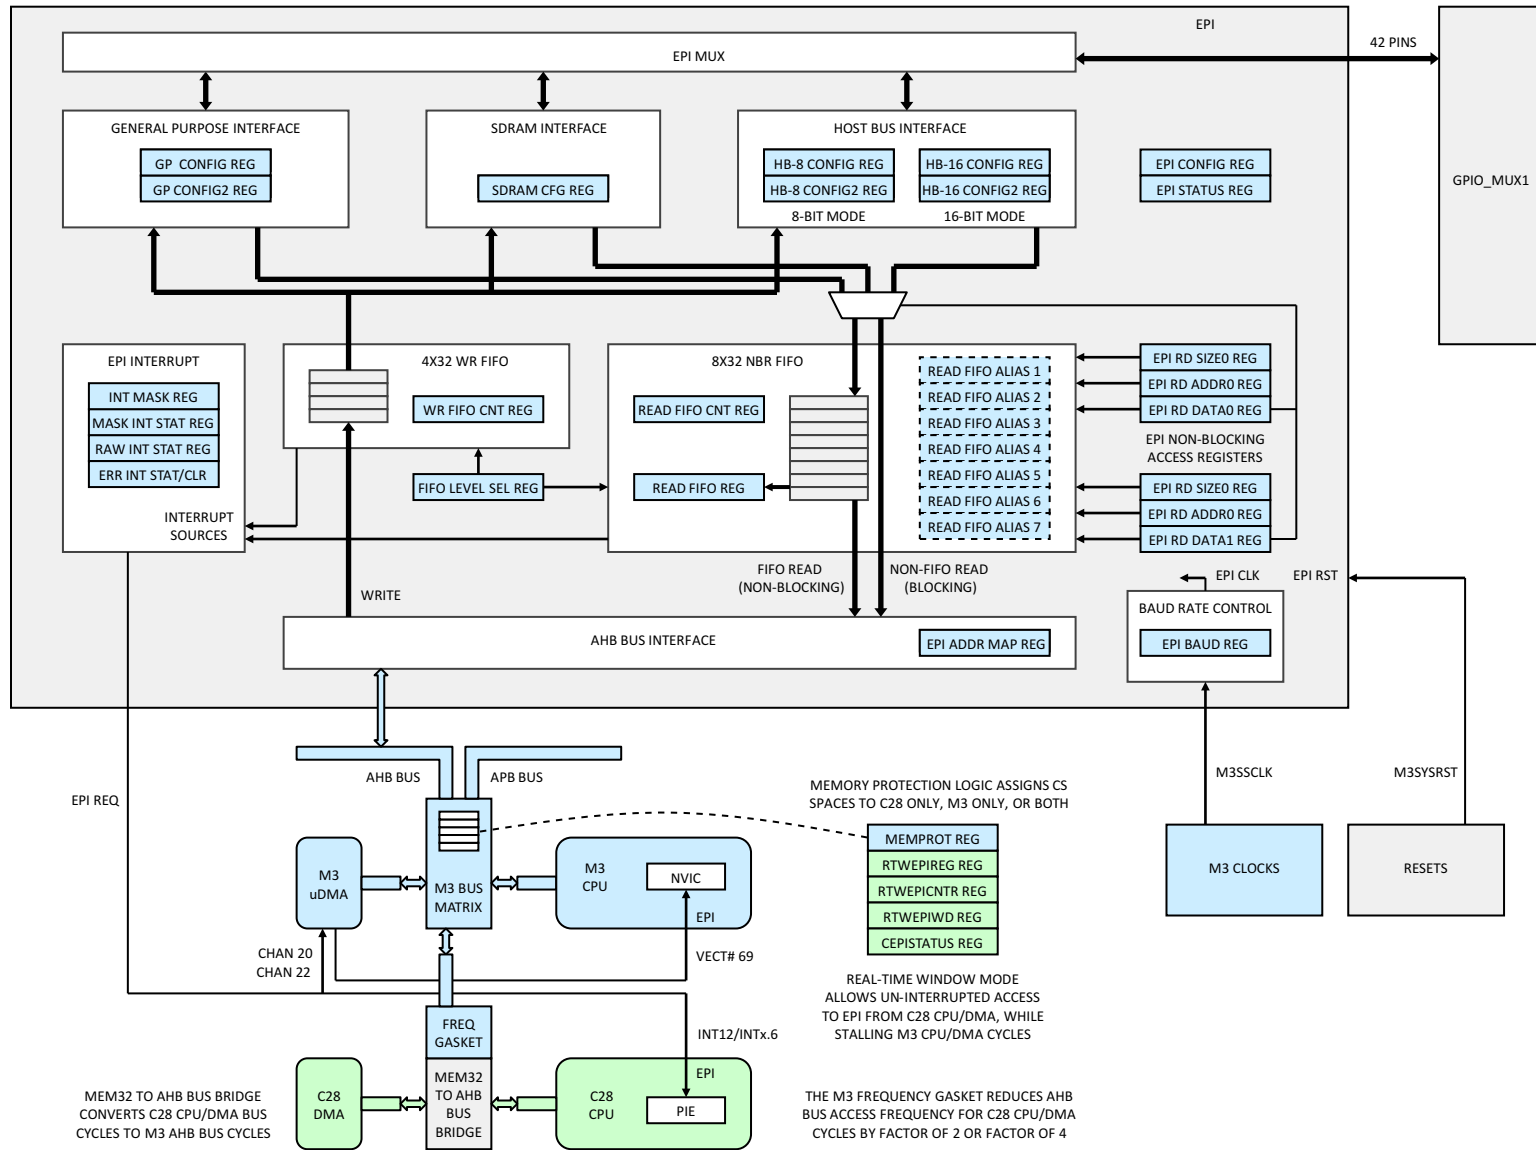 EPI
EPI MUX
42 PINS
GPIO_MUX1
GENERAL PURPOSE INTERFACE
GP CONFIG REG
GP CONFIG2 REG
SDRAM INTERFACE
SDRAM CFG REG
HOST BUS INTERFACE
HB-8 CONFIG REG
HB-8 CONFIG2 REG
8-BIT MODE
HB-16 CONFIG REG
HB-16 CONFIG2 REG
16-BIT MODE
EPI CONFIG REG
EPI STATUS REG
EPI INTERRUPT
INT MASK REG
MASK INT STAT REG
RAW INT STAT REG
ERR INT STAT/CLR
INTERRUPT
SOURCES
4X32 WR FIFO
WR FIFO CNT REG
FIFO LEVEL SEL REG
8X32 NBR FIFO
READ FIFO CNT REG
READ FIFO REG
READ FIFO ALIAS 1
READ FIFO ALIAS 2
READ FIFO ALIAS 3
READ FIFO ALIAS 4
READ FIFO ALIAS 5
READ FIFO ALIAS 6
READ FIFO ALIAS 7
EPI RD SIZE0 REG
EPI RD ADDR0 REG
EPI RD DATA0 REG
EPI NON-BLOCKING
ACCESS REGISTERS
EPI RD SIZE0 REG
EPI RD ADDR0 REG
EPI RD DATA1 REG
WRITE
FIFO READ
(NON-BLOCKING)
NON-FIFO READ
(BLOCKING)
EPI CLK
EPI RST
BAUD RATE CONTROL
EPI BAUD REG
AHB BUS INTERFACE
EPI ADDR MAP REG
AHB BUS
APB BUS
EPI REQ
M3SSCLK
M3SYSRST
M3 CLOCKS
RESETS
MEMORY PROTECTION LOGIC ASSIGNS CS
SPACES TO C28 ONLY, M3 ONLY, OR BOTH
MEMPROT REG
RTWEPIREG REG
RTWEPICNTR REG
RTWEPIWD REG
CEPISTATUS REG
M3
uDMA
M3 BUS
MATRIX
M3
CPU
NVIC
EPI
CHAN 20
CHAN 22
VECT# 69
REAL-TIME WINDOW MODE
ALLOWS UN-INTERRUPTED ACCESS
TO EPI FROM C28 CPU/DMA, WHILE
STALLING M3 CPU/DMA CYCLES
FREQ
GASKET
INT12/INTx.6
MEM32 TO AHB BUS BRIDGE
CONVERTS C28 CPU/DMA BUS
CYCLES TO M3 AHB BUS CYCLES
C28
DMA
MEM32
TO AHB
BUS
BRIDGE
C28
CPU
EPI
PIE
THE M3 FREQUENCY GASKET REDUCES AHB
BUS ACCESS FREQUENCY FOR C28 CPU/DMA
CYCLES BY FACTOR OF 2 OR FACTOR OF 4